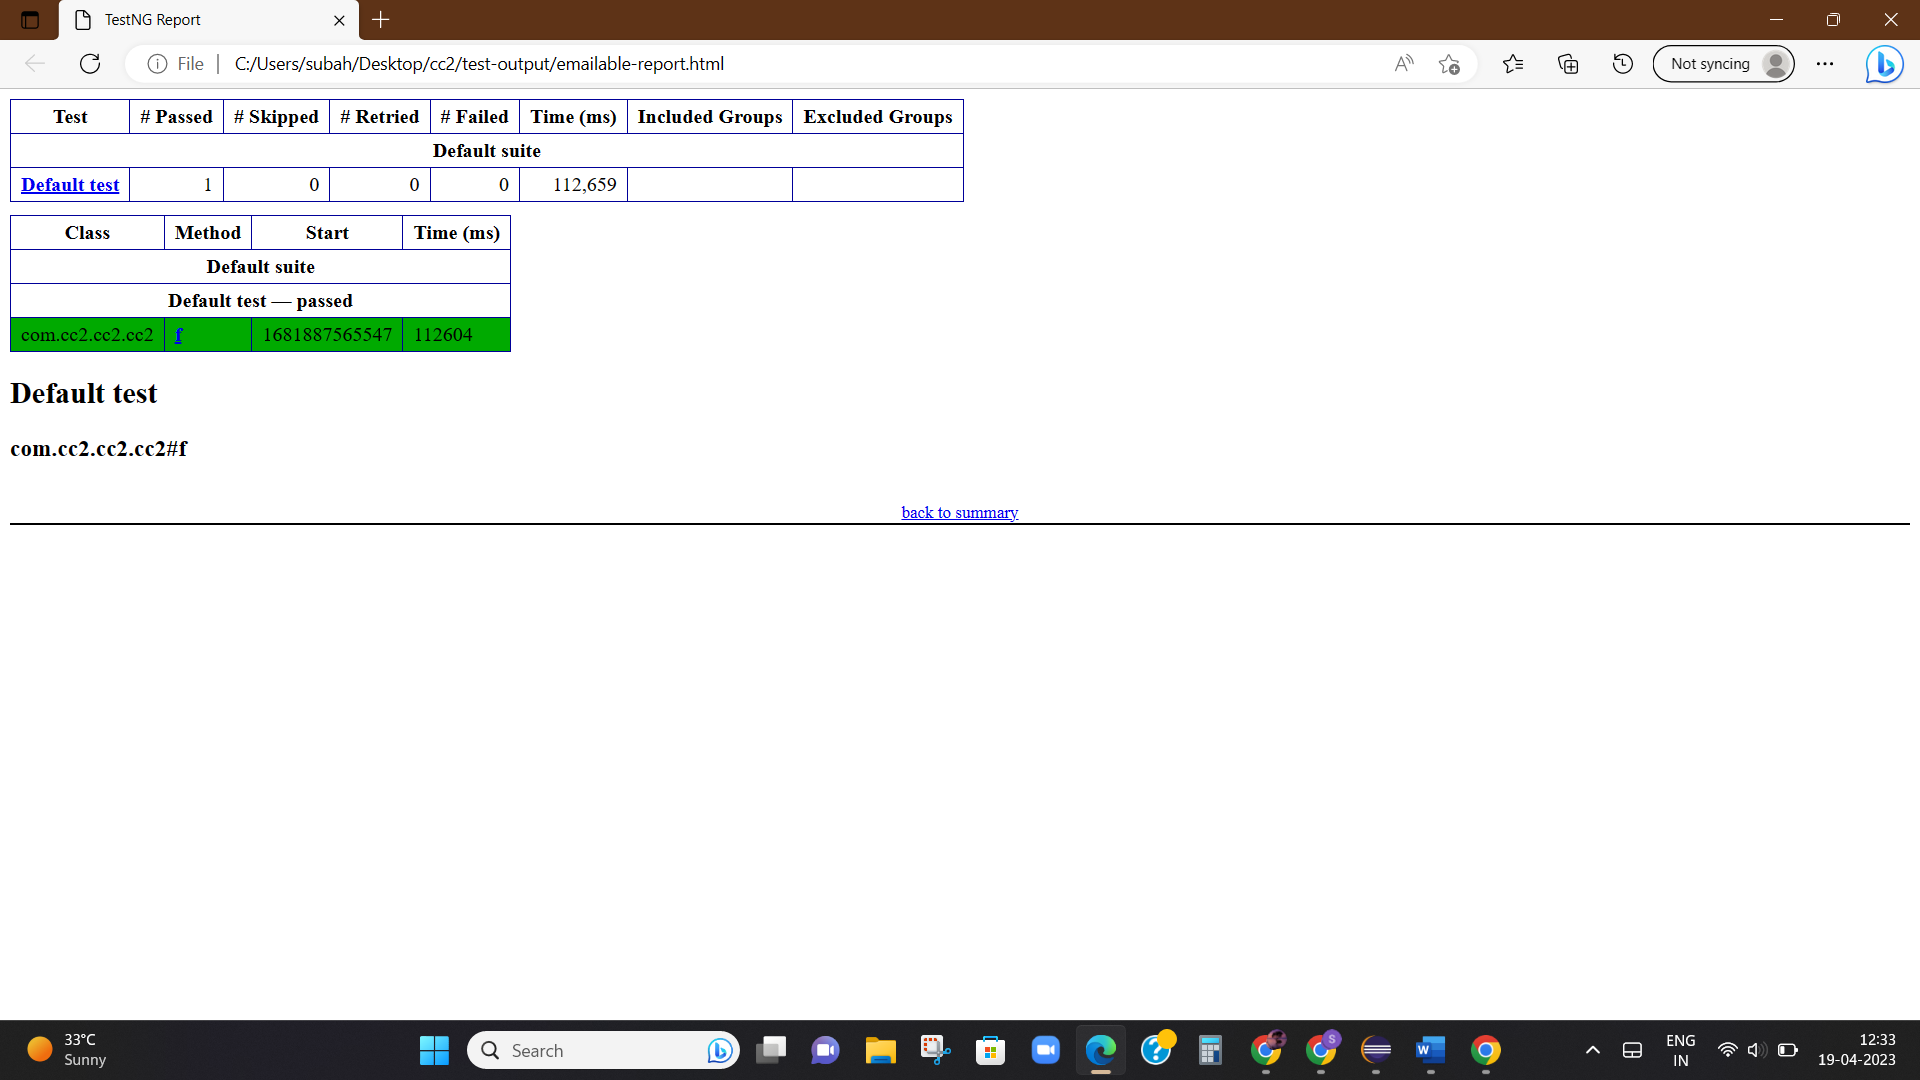 TestNG Report
File C:/Users/subah/Desktop/cc2/test-output/emailable-report.html Not syncing
Test # Passed # Skipped # Retried # Failed Time (ms) Included Groups Excluded Groups
Default suite
Default test 1 0 0 0 112,659
Class Method Start Time (ms)
Default suite
Default test — passed
com.cc2.cc2.cc2 f 1681887565547 112604
Default test
com.cc2.cc2.cc2#f
back to summary
33°C
Sunny
Search
ENG
IN
12:33
19-04-2023